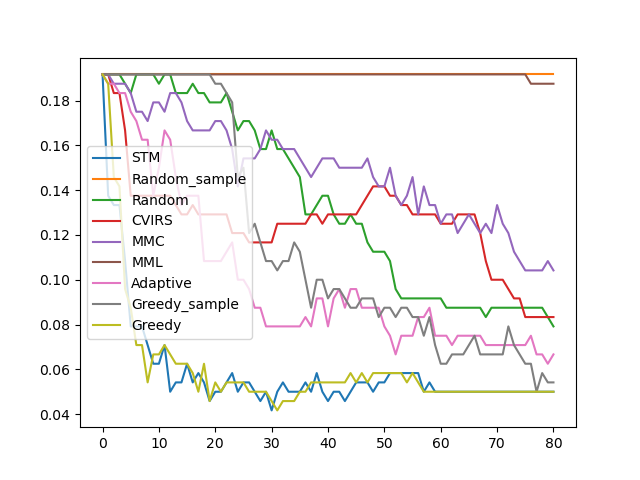 0.18
0.16
0.14
0.12
0.10
0.08
0.06
0.04
STM
Random_sample
Random
CVIRS
MMC
MML
Adaptive
Greedy_sample
Greedy
0 10 20 30 40 50 60 70 80